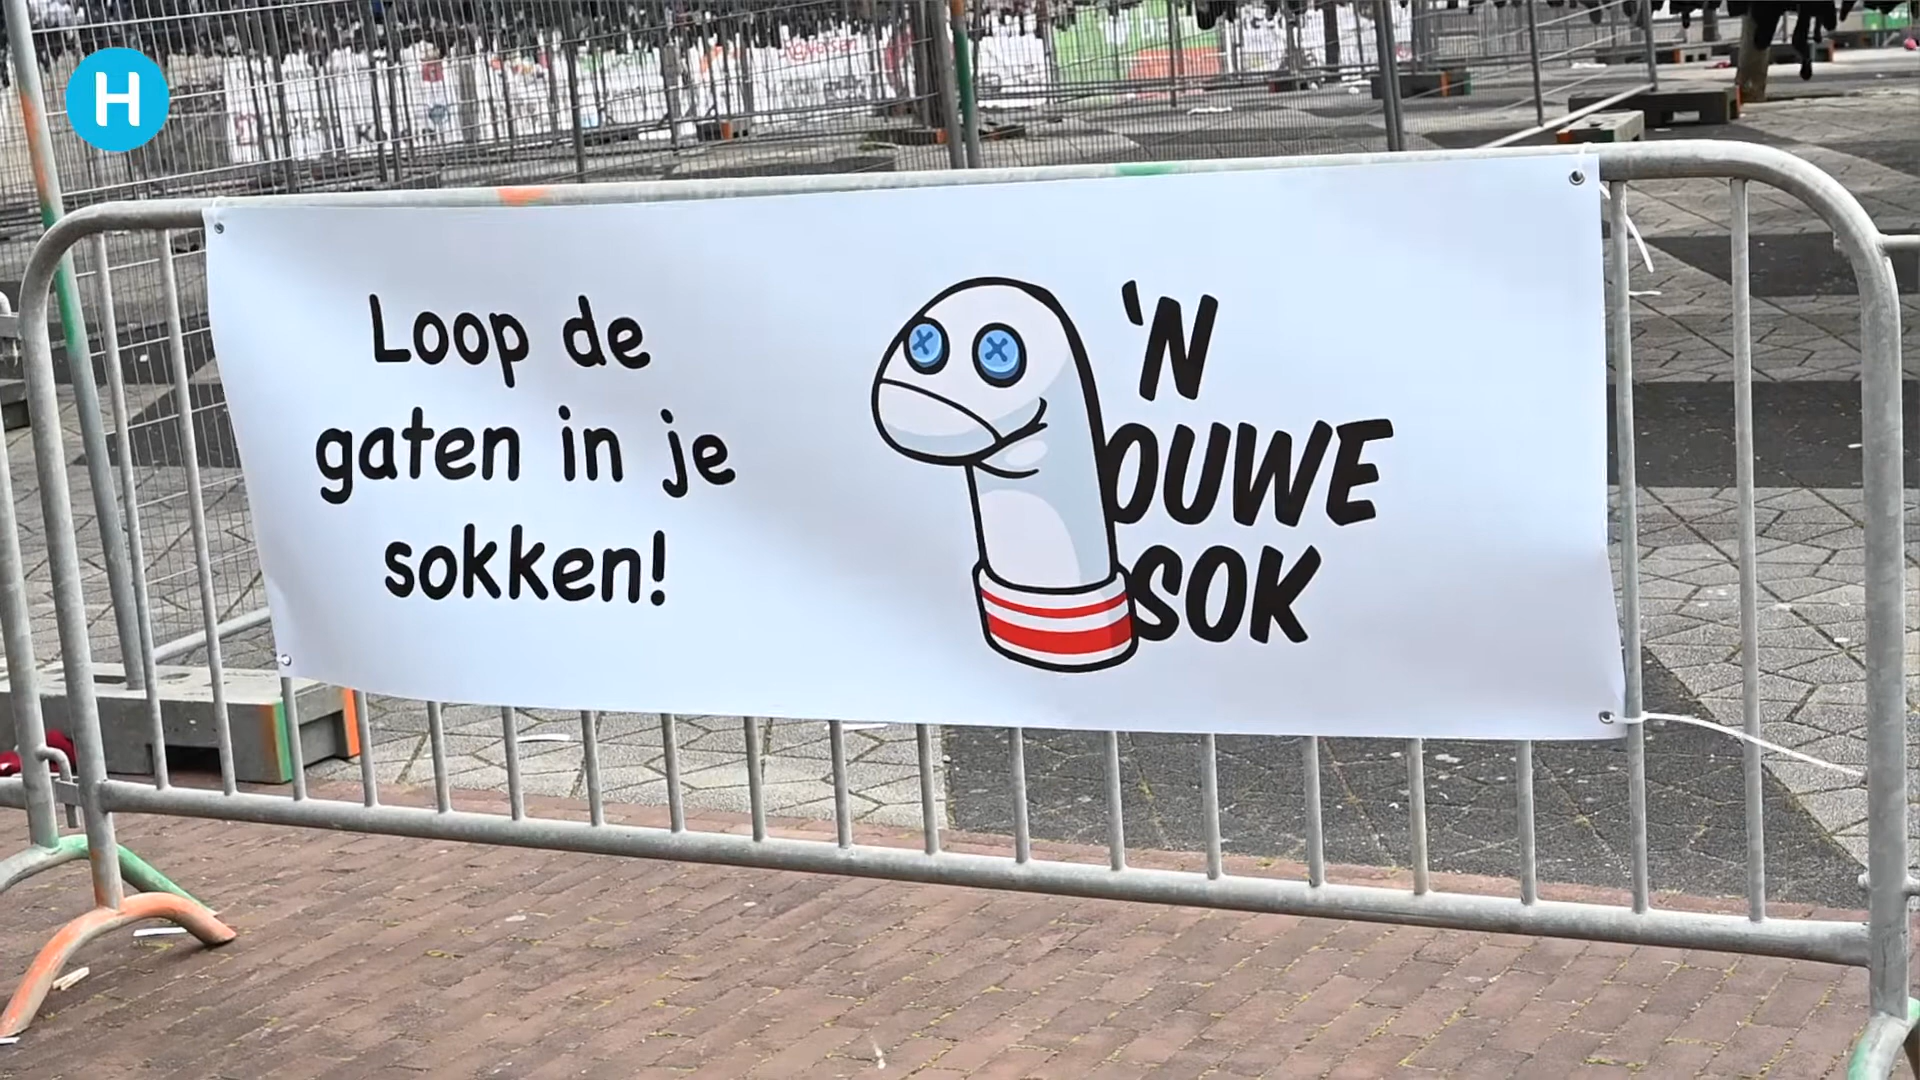 H
Loop de
gaten in je
sokken!
'N
OUWE
SOK